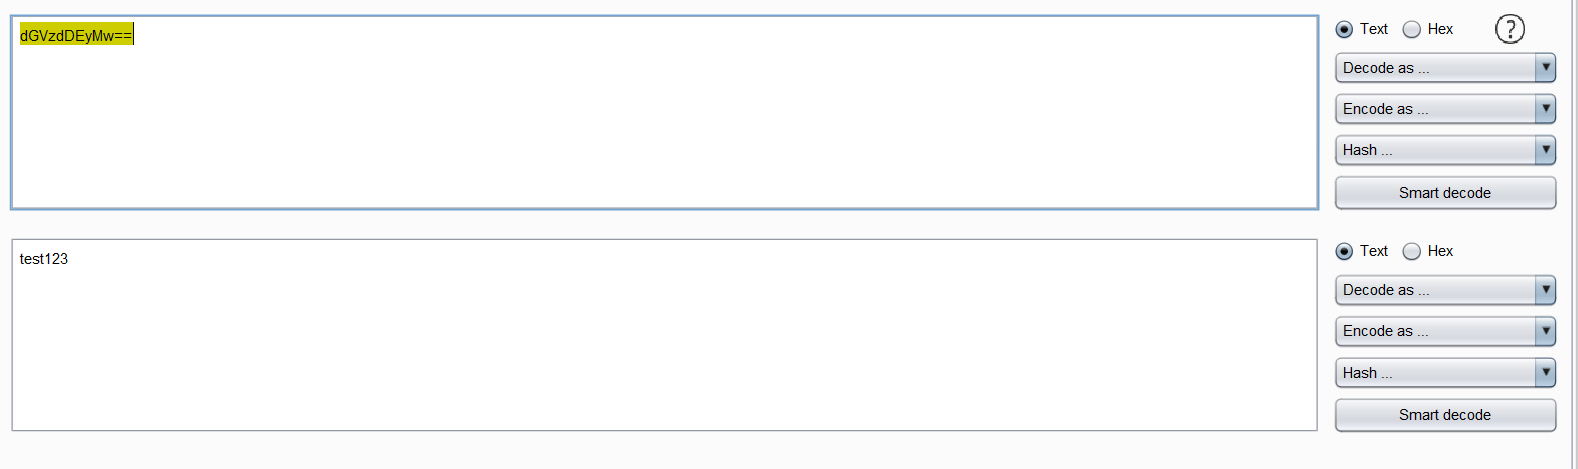 dGVzdDEyMw==
Text Hex ?
Decode as ...
Encode as ...
Hash ...
Smart decode
test123
Text Hex
Decode as ...
Encode as ...
Hash ...
Smart decode